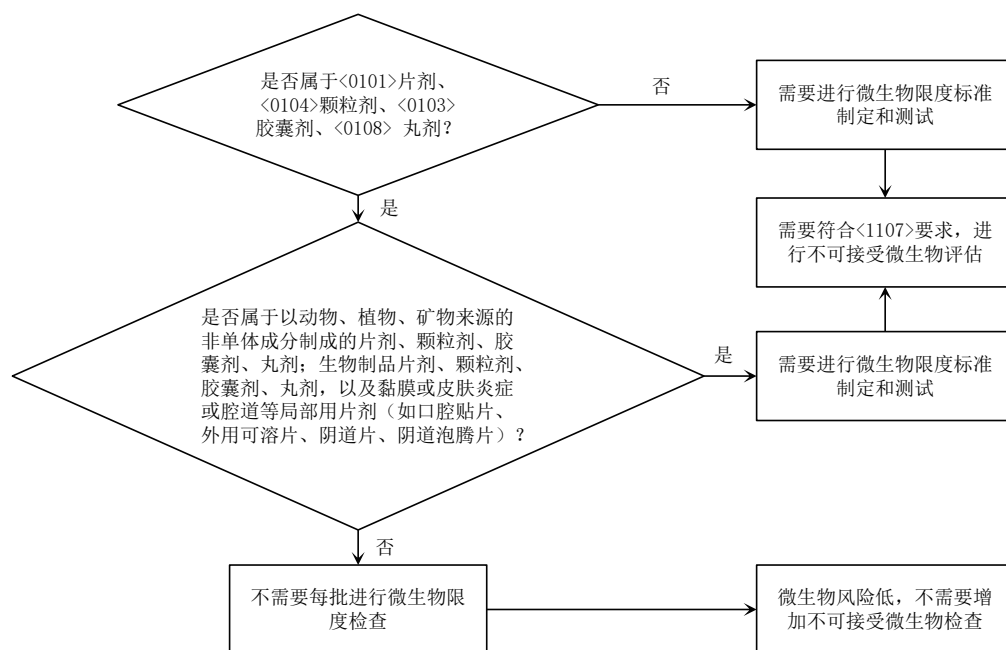 是否属于<0101>片剂、
<0104>颗粒剂、<0103>
胶囊剂、<0108> 丸剂？
否
需要进行微生物限度标准
制定和测试
是
需要符合<1107>要求，进
行不可接受微生物评估
是否属于以动物、植物、矿物来源的
非单体成分制成的片剂、颗粒剂、胶
囊剂、丸剂；生物制品片剂、颗粒剂、
胶囊剂、丸剂，以及黏膜或皮肤炎症
或腔道等局部用片剂（如口腔贴片、
外用可溶片、阴道片、阴道泡腾片）？
是
需要进行微生物限度标准
制定和测试
否
不需要每批进行微生物限
度检查
微生物风险低，不需要增
加不可接受微生物检查